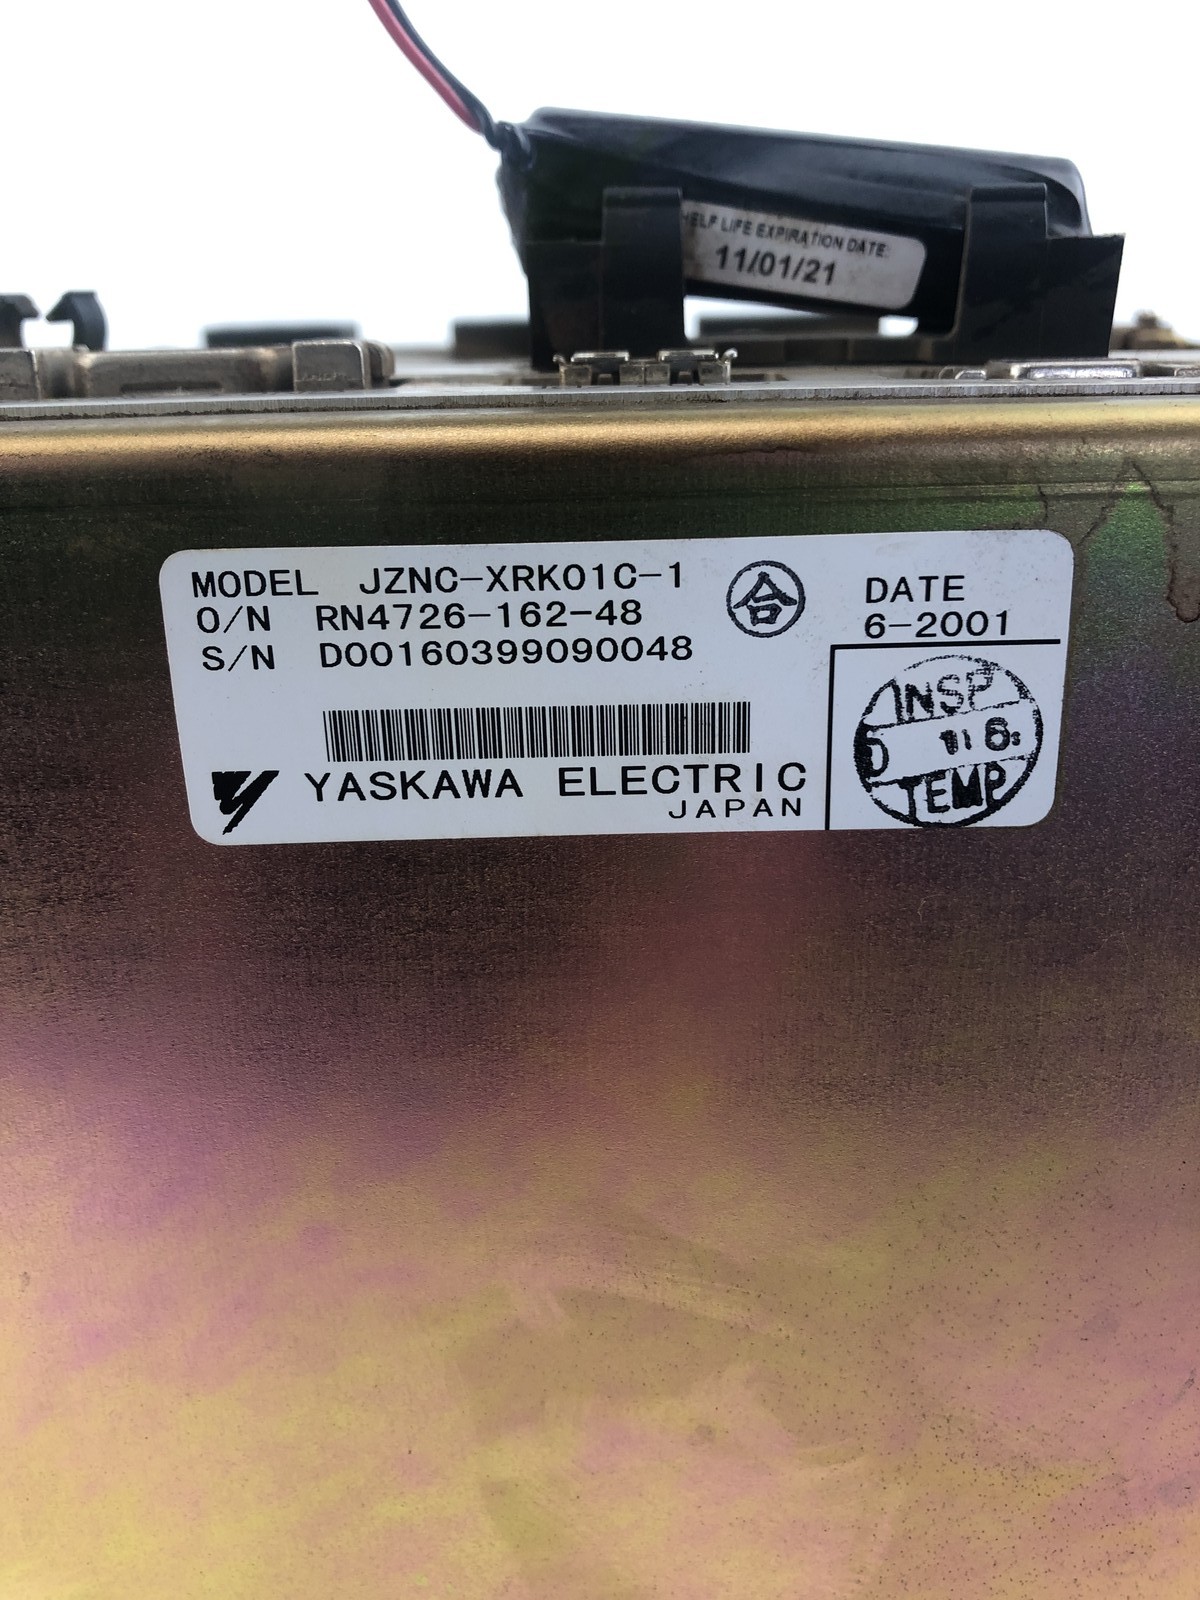 HELF LIFE EXPIRATION DATE:
11/01/21
MODEL JZNC-XRK01C-1
O/N RN4726-162-48
S/N D00160399090048
合
DATE
6-2001
INSP
TEMP
YASKAWA ELECTRIC
JAPAN